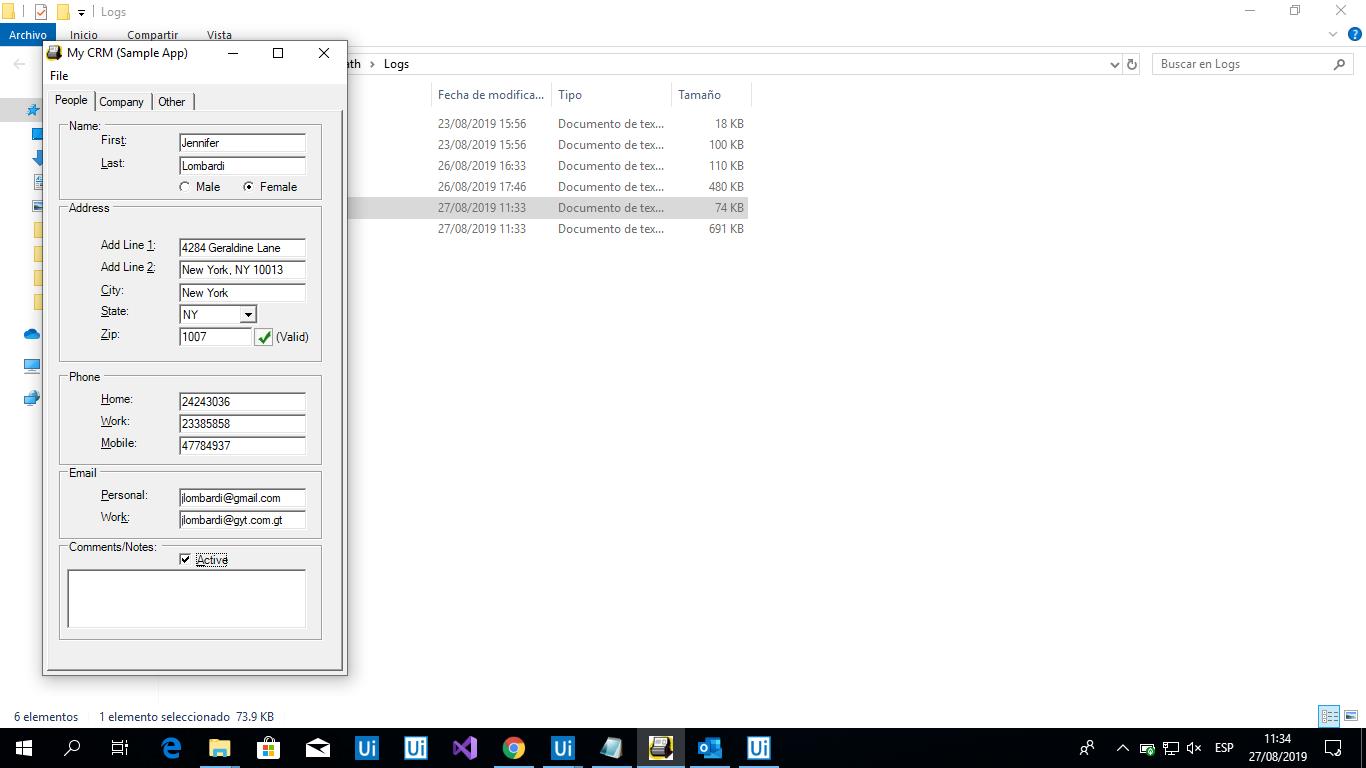 Logs
Archivo Inicio Compartir Vista
My CRM (Sample App)
ath > Logs
Buscar en Logs
File
People Company Other
Fecha de modifica... Tipo Tamaño
Name:
First: Jennifer
Last: Lombardi
Male Female
Address
Add Line 1: 4284 Geraldine Lane
Add Line 2: New York, NY 10013
City: New York
State: NY
Zip: 1007 (Valid)
Phone
Home: 24243036
Work: 23385858
Mobile: 47784937
Email
Personal: jlombardi@gmail.com
Work: jlombardi@gyt.com.gt
Comments/Notes:
Active
23/08/2019 15:56 Documento de tex... 18 KB
23/08/2019 15:56 Documento de tex... 100 KB
26/08/2019 16:33 Documento de tex... 110 KB
26/08/2019 17:46 Documento de tex... 480 KB
27/08/2019 11:33 Documento de tex... 74 KB
27/08/2019 11:33 Documento de tex... 691 KB
6 elementos 1 elemento seleccionado 73.9 KB
Ui Ui Ui Ui
ESP
11:34
27/08/2019